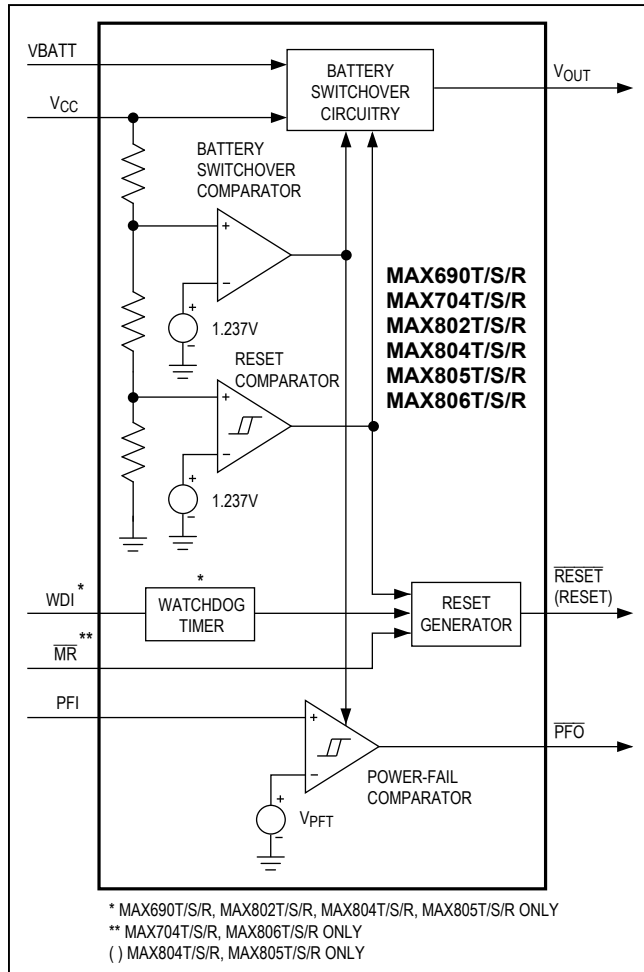 VBATT
VCC
BATTERY
SWITCHOVER
CIRCUITRY
VOUT
BATTERY
SWITCHOVER
COMPARATOR
+
−
+
−
1.237V
MAX690T/S/R
MAX704T/S/R
MAX802T/S/R
MAX804T/S/R
MAX805T/S/R
MAX806T/S/R
RESET
COMPARATOR
+
−
+
−
1.237V
WDI*
*
WATCHDOG
TIMER
MR**
RESET
GENERATOR
RESET
(RESET)
PFI
+
−
PFO
POWER-FAIL
COMPARATOR
+
−
VPFT
* MAX690T/S/R, MAX802T/S/R, MAX804T/S/R, MAX805T/S/R ONLY
** MAX704T/S/R, MAX806T/S/R ONLY
( ) MAX804T/S/R, MAX805T/S/R ONLY